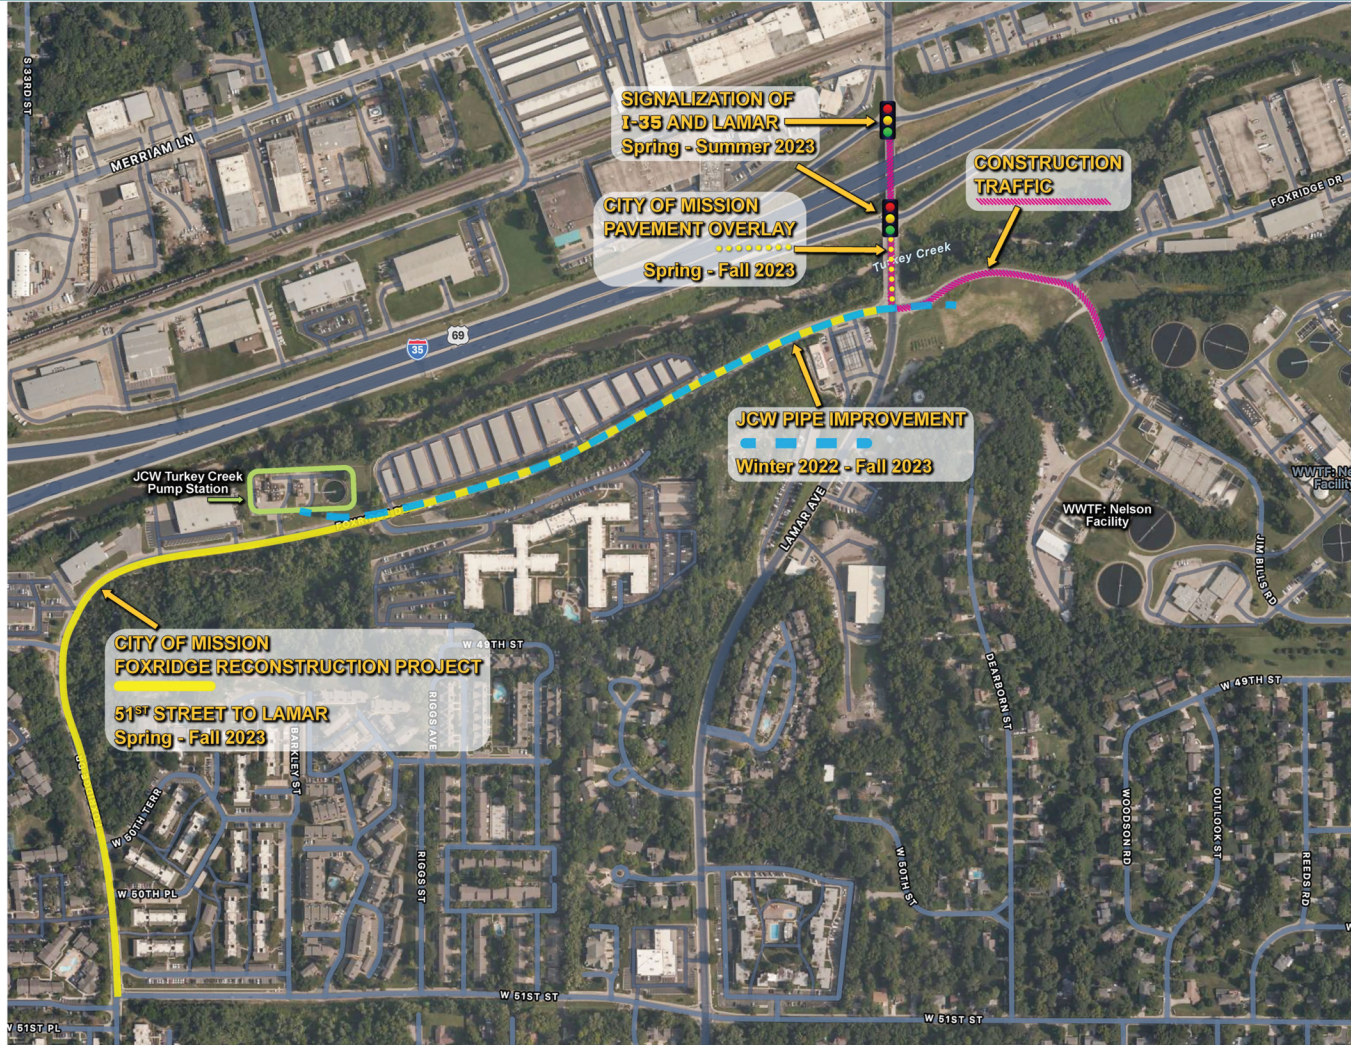 S 33RD ST
MERRIAM LN
SIGNALIZATION OF
I-35 AND LAMAR
Spring - Summer 2023
CITY OF MISSION
PAVEMENT OVERLAY
Spring - Fall 2023
CONSTRUCTION
TRAFFIC
FOXRIDGE DR
Turkey Creek
69
35
JCW PIPE IMPROVEMENT
Winter 2022 - Fall 2023
JCW Turkey Creek
Pump Station
LAMAR AVE
WWTF: Nelson
Facility
WWTF: Ne
Facility
JIM BILLS RD
CITY OF MISSION
FOXRIDGE RECONSTRUCTION PROJECT
51ST STREET TO LAMAR
Spring - Fall 2023
W 49TH ST
RIGGS AVE
BARKLEY ST
DEARBORN ST
W 49TH ST
W 50TH TERR
WOODSON RD
OUTLOOK ST
REEDS RD
RIGGS ST
W 50TH ST
W 50TH PL
W 51ST ST
W 51ST PL
W 51ST ST
W